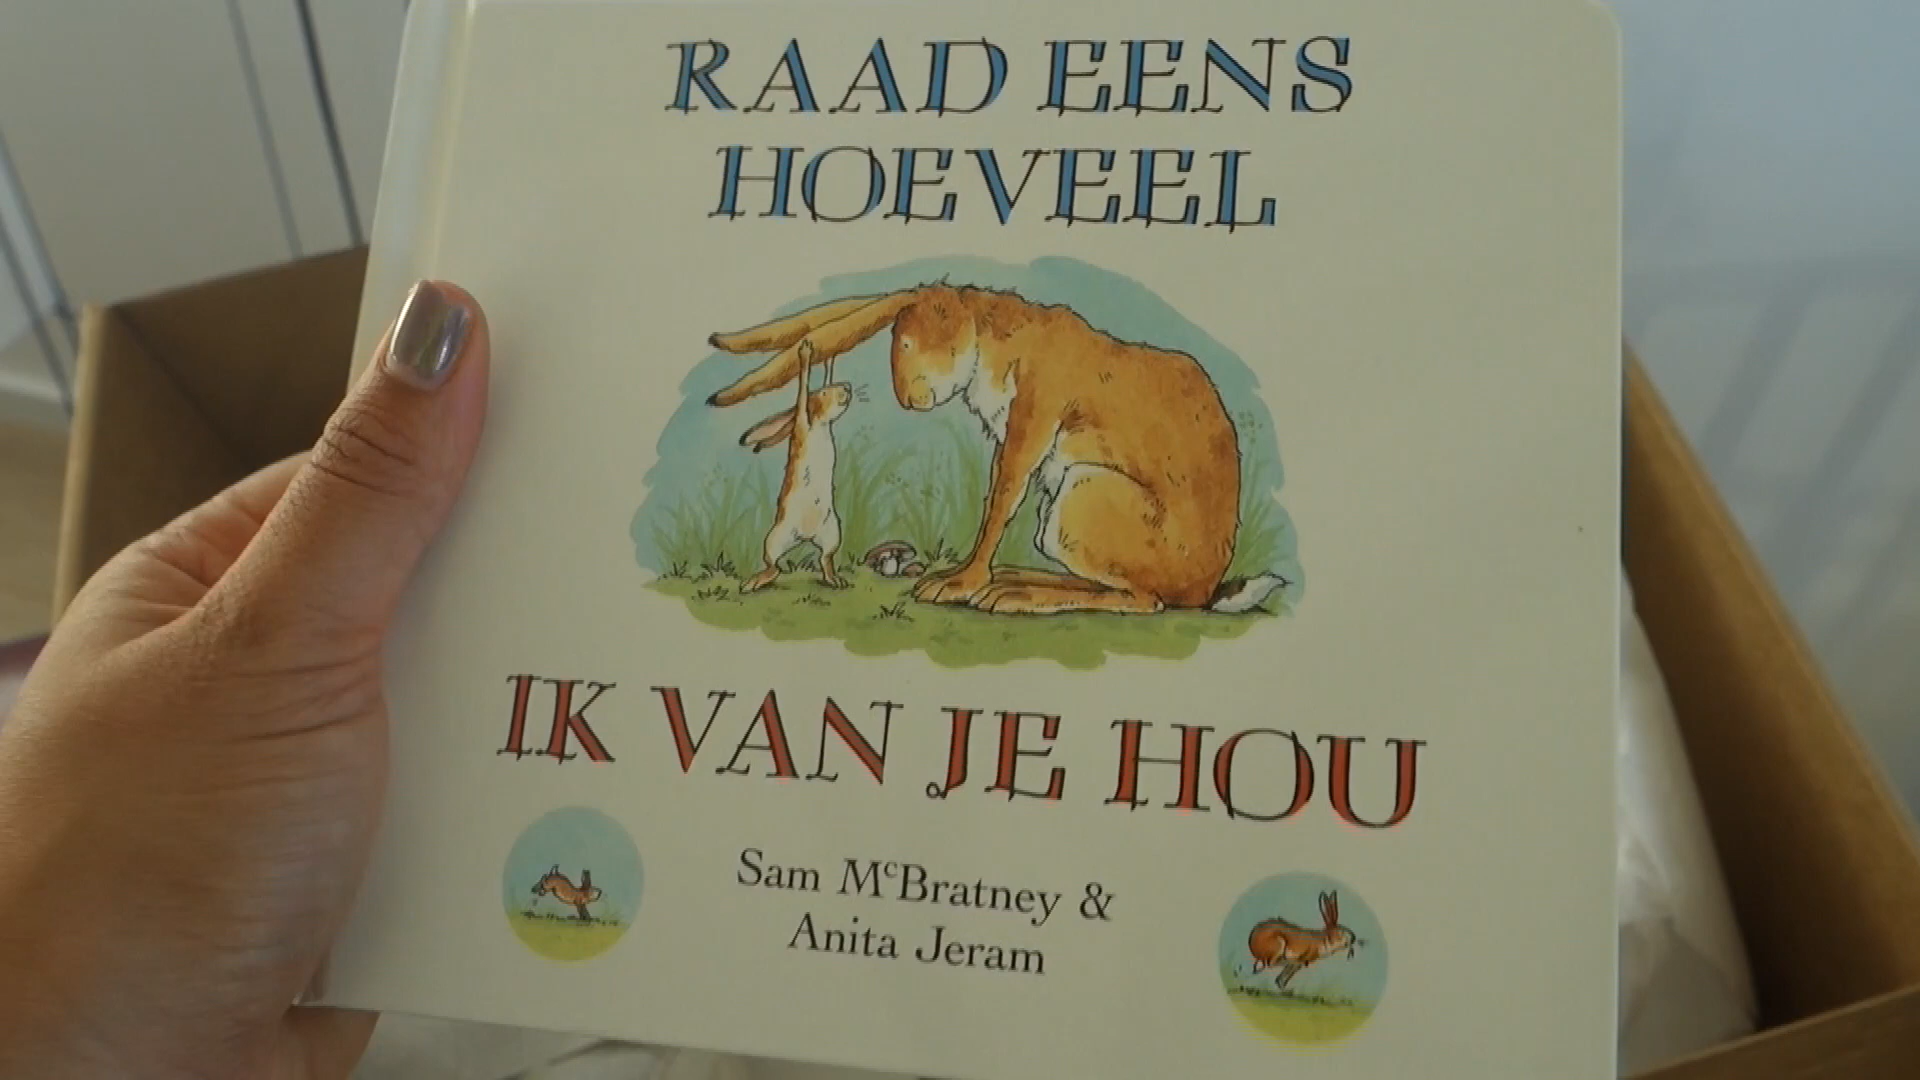 RAAD EENS
HOEVEEL
IK VAN JE HOU
Sam McBratney &
Anita Jeram